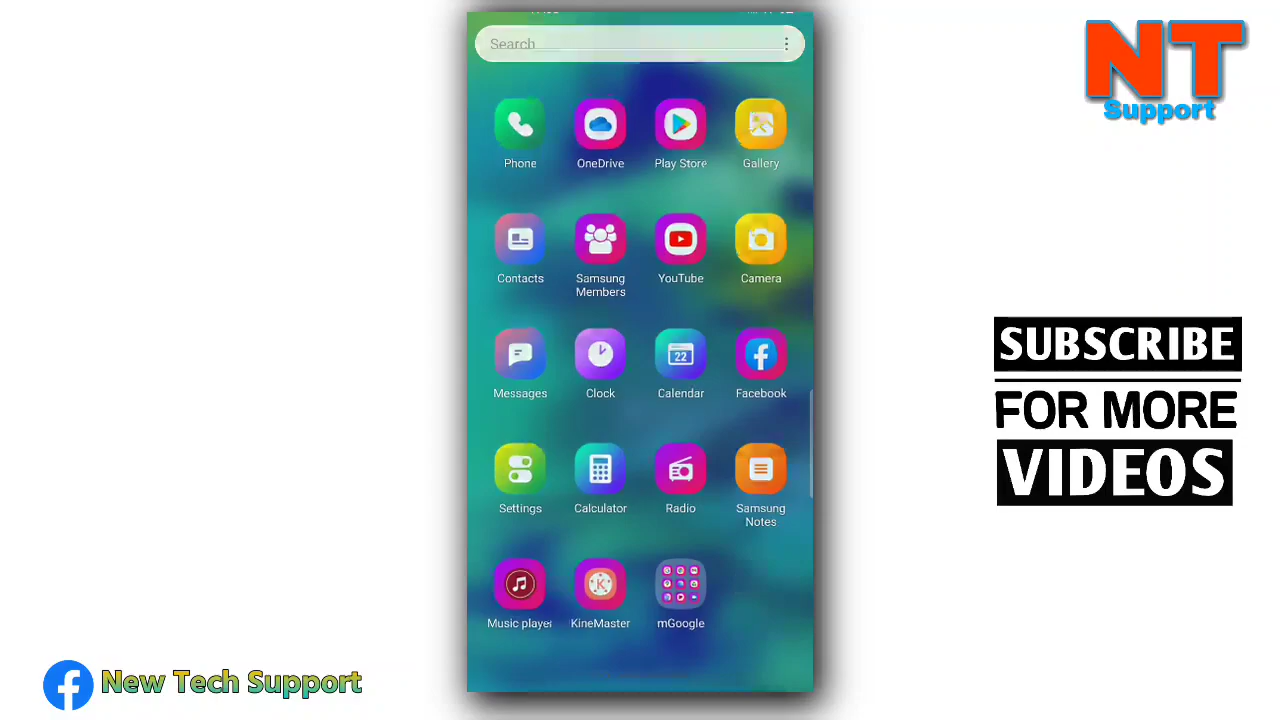 Search
Phone
OneDrive
Play Store
Gallery
Contacts
Samsung
Members
YouTube
Camera
Messages
Clock
22
Calendar
Facebook
Settings
Calculator
Radio
Samsung
Notes
Music player
K
KineMaster
mGoogle
NT
Support
SUBSCRIBE
FOR MORE
VIDEOS
New Tech Support